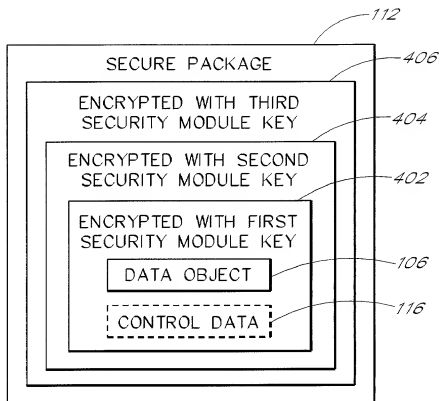 112
SECURE PACKAGE
406
ENCRYPTED WITH THIRD
SECURITY MODULE KEY
404
ENCRYPTED WITH SECOND
SECURITY MODULE KEY
402
ENCRYPTED WITH FIRST
SECURITY MODULE KEY
DATA OBJECT
106
CONTROL DATA
116